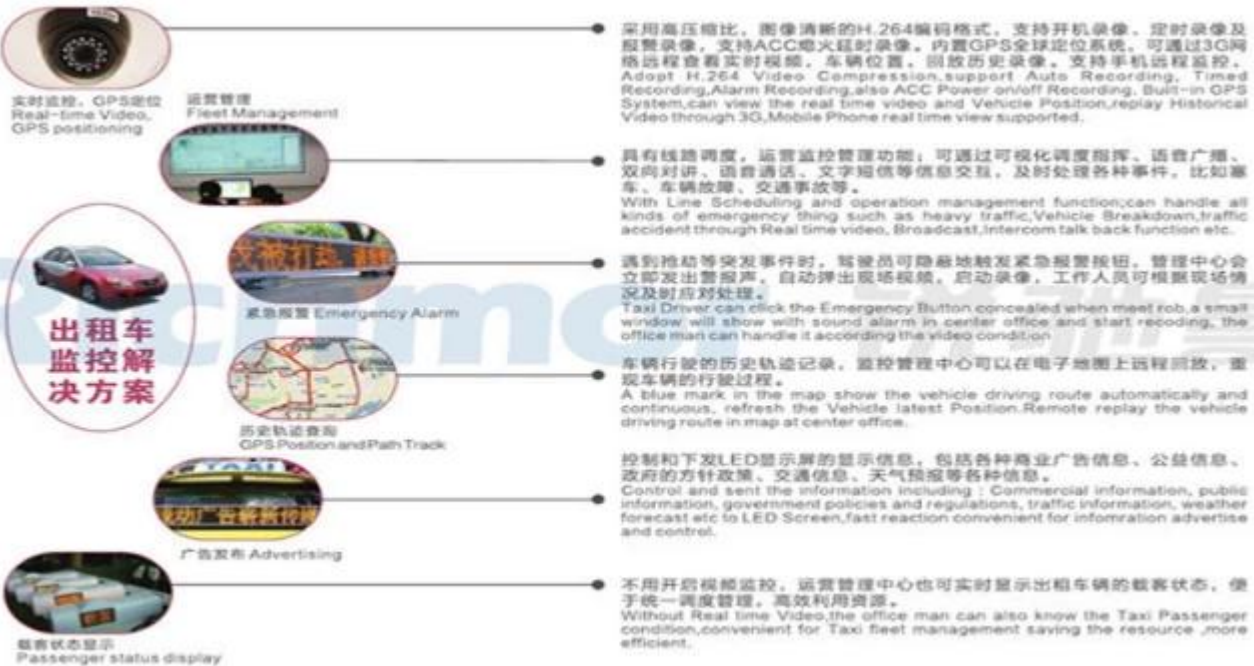 实时监控，GPS定位
Real-time Video,
GPS positioning
采用高压缩比，图像清晰的H.264编码格式，支持开机录像、定时录像及
报警录像，支持ACC熄火延时录像。内置GPS全球定位系统，可通过3G网
络远程查看实时视频，车辆位置，回放历史录像。支持手机远程监控。
Adopt H.264 Video Compression,support Auto Recording, Timed
Recording,Alarm Recording,also ACC Power on/off Recording. Built-in GPS
System,can view the real time video and Vehicle Position,replay Historical
Video through 3G,Mobile Phone real time view supported.
运营管理
Fleet Management
具有线路调度，运营监控管理功能；可通过可视化调度指挥、语音广播、
双向对讲、语音通话、文字短信等信息交互，及时处理各种事件，比如塞
车、车辆故障、交通事故等。
With Line Scheduling and operation management function;can handle all
kinds of emergency thing such as heavy traffic,Vehicle Breakdown,traffic
accident through Real time video, Broadcast,Intercom talk back function etc.
出租车
监控解
决方案
被打劫
紧急报警 Emergency Alarm
遇到抢劫等突发事件时，驾驶员可隐蔽地触发紧急报警按钮，管理中心会
立即发出警报声，自动弹出现场视频，启动录像，工作人员可根据现场情
况及时应对处理。
Taxi Driver can click the Emergency Button concealed when meet rob,a small
window will show with sound alarm in center office and start recoding, the
office man can handle it according the video condition
历史轨迹查询
GPS Position and Path Track
车辆行驶的历史轨迹记录，监控管理中心可以在电子地图上远程回放，重
现车辆的行驶过程。
A blue mark in the map show the vehicle driving route automatically and
continuous, refresh the Vehicle latest Position.Remote replay the vehicle
driving route in map at center office.
TAXI
广告发布 Advertising
控制和下发LED显示屏的显示信息，包括各种商业广告信息、公益信息、
政府的方针政策、交通信息、天气预报等各种信息。
Control and sent the information including : Commercial information, public
information, government policies and regulations, traffic information, weather
forecast etc to LED Screen,fast reaction convenient for infomration advertise
and control.
载客状态显示
Passenger status display
不用开启视频监控，运营管理中心也可实时显示出租车辆的载客状态，便
于统一调度管理，高效利用资源。
Without Real time Video,the office man can also know the Taxi Passenger
condition,convenient for Taxi fleet management saving the resource ,more
efficient.